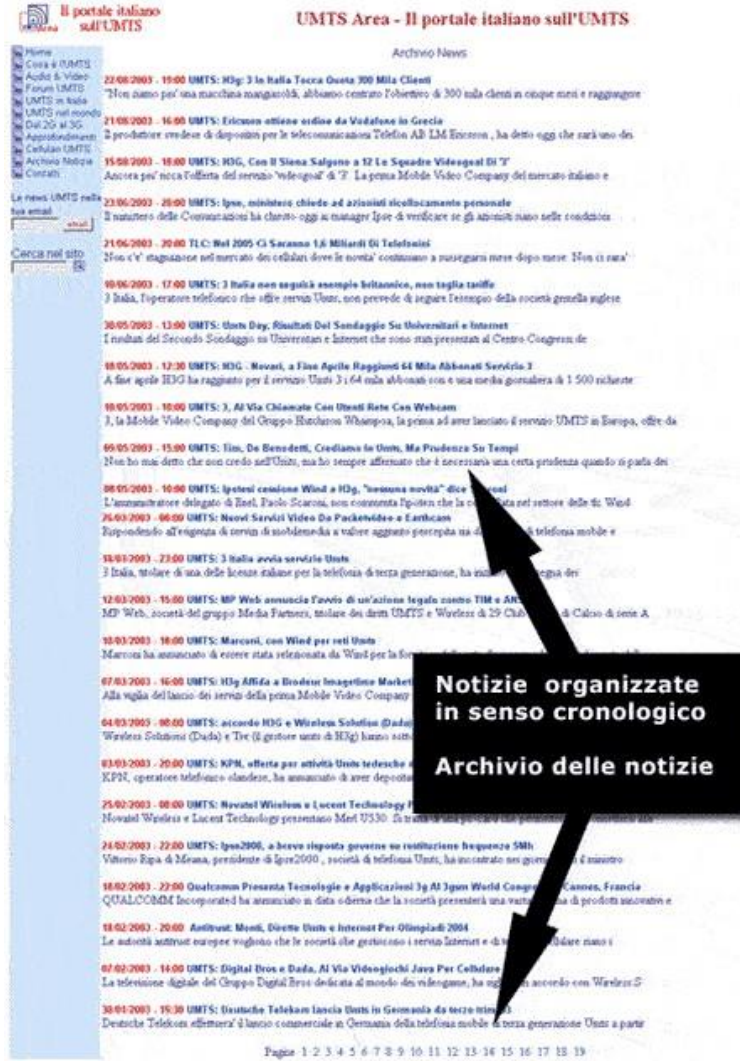 Il portale italiano
sull'UMTS
UMTS Area - Il portale italiano sull'UMTS
Home
Cosa è l'UMTS
Audio & Video
Forum UMTS
UMTS in Italia
UMTS nel mondo
Dal 2G al 3G
Approfondimenti
Cellulari UMTS
Archivio Notizie
Contatti
Le news UMTS nella
tua email
email
Cerca nel sito
Archivio News
22/08/2003 - 19:00 UMTS: H3g: 3 In Italia Tocca Quota 300 Mila Clienti
"Non siamo piu' una macchina mangiasoldi, abbiamo centrato l'obiettivo di 300 mila clienti in cinque mesi e raggiungere
21/08/2003 - 16:00 UMTS: Ericsson ottiene ordine da Vodafone in Grecia
Il produttore svedese di dispositivi per le telecomunicazioni Telefon AB LM Ericsson , ha detto oggi che sarà uno dei
15/08/2003 - 18:00 UMTS: H3G, Con Il Siena Salgono a 12 Le Squadre Videogoal Di '3'
Ancora piu' ricca l'offerta del servizio 'videogoal' di '3'. La prima Mobile Video Company del mercato italiano e
23/06/2003 - 20:00 UMTS: Ipse, ministero chiede ad azionisti ricollocamento personale
Il ministero delle Comunicazioni ha chiesto oggi ai manager Ipse di verificare se gli azionisti siano nelle condizioni
21/06/2003 - 20:00 TLC: Nel 2005 Ci Saranno 1,6 Miliardi Di Telefonini
Non c'e' stagnazione nel mercato dei cellulari dove le novita' continuano a susseguirsi mese dopo mese. Non ci sara'
10/06/2003 - 17:00 UMTS: 3 Italia non seguirà esempio britannico, non taglia tariffe
3 Italia, l'operatore telefonico che offre servizi Umts, non prevede di seguire l'esempio della società gemella inglese
30/05/2003 - 13:00 UMTS: Umts Day, Risultati Del Sondaggio Su Universitari e Internet
I risultati del Secondo Sondaggio su Universitari e Internet che sono stati presentati al Centro Congressi de
18/05/2003 - 12:30 UMTS: H3G - Novari, a Fine Aprile Raggiunti 64 Mila Abbonati Servizio 3
A fine aprile H3G ha raggiunto per il servizio Umts 3 i 64 mila abbonati con e una media giornaliera di 1.500 richieste
10/05/2003 - 10:00 UMTS: 3, Al Via Chiamate Con Utenti Rete Con Webcam
3, la Mobile Video Company del Gruppo Hutchison Whampoa, la prima ad aver lanciato il servizio UMTS in Europa, offre da
09/05/2003 - 15:00 UMTS: Tim, De Benedetti, Crediamo In Umts, Ma Prudenza Su Tempi
Non ho mai detto che non credo nell'Umts, ma ho sempre affermato che è necessaria una certa prudenza quando si parla dei
08/05/2003 - 10:00 UMTS: Ipotesi cessione Wind a H3g, "nessuna novità" dice
L'amministratore delegato di Enel, Paolo Scaroni, non commenta l'ipotesi che la nel settore delle tlc Wind
26/03/2003 - 00:00 UMTS: Nuovi Servizi Video Da Packetvideo e Earthcam
Rispondendo all'esigenza di servizi di mobilemedia a valore aggiunto percepita sia di telefonia mobile e
18/03/2003 - 23:00 UMTS: 3 Italia avvia servizio Umts
3 Italia, titolare di una delle licenze italiane per la telefonia di terza generazione, ha dei
12/03/2003 - 15:00 UMTS: MP Web annuncia l'avvio di un'azione legale contro TIM e
MP Web, società del gruppo Media Partners, titolare dei diritti UMTS e Wireless di 29 Club di Calcio di serie A
10/03/2003 - 18:00 UMTS: Marconi, con Wind per reti Umts
Marconi ha annunciato di essere stata selezionata da Wind per la
07/03/2003 - 16:00 UMTS: H3g Affida a Brodeur Imagetime
Alla vigilia del lancio dei servizi della prima Mobile Video Company
04/03/2003 - 08:00 UMTS: accordo H3G e Wireless Solution (Dada)
Wireless Solutions (Dada) e Tre (il gestore umts di H3g) hanno
03/03/2003 - 20:00 UMTS: KPN, offerta per attività Umts tedesche
KPN, operatore telefonico olandese, ha annunciato di aver
25/02/2003 - 08:00 UMTS: Novatel Wireless e Lucent Technology
Novatel Wireless e Lucent Technology presentano Merl U530. Si tratta di una
24/02/2003 - 22:00 UMTS: Ipse2000, a breve risposta governo su restituzione frequenze 5Mh
Vittorio Ripa di Meana, presidente di Ipse2000 , società di telefonia Umts, ha incontrato nei giorni il ministro
18/02/2003 - 22:00 Qualcomm Presenta Tecnologie e Applicazioni 3g Al 3gsm World Cannes, Francia
QUALCOMM Incorporated ha annunciato in data odierna che la società presenterà una vasta di prodotti innovativi e
18/02/2003 - 20:00 Antitrust: Monti, Dirette Umts e Internet Per Olimpiadi 2004
Le autorità antitrust europee vogliono che le società che gestiscono i servizi Internet e di siano i
07/02/2003 - 14:00 UMTS: Digital Bros e Dada, Al Via Videogiochi Java Per Cellulare
La televisione digitale del Gruppo Digital Bros dedicata al mondo dei videogame, ha accordo con Wireless S
30/01/2003 - 15:30 UMTS: Deutsche Telekom lancia Umts in Germania da terzo
Deutsche Telekom effettuera' il lancio commerciale in Germania della telefonia mobile di terza generazione Umts a partir
Pagine 1 2 3 4 5 6 7 8 9 10 11 12 13 14 15 16 17 18 19
Notizie organizzate
in senso cronologico
Archivio delle notizie